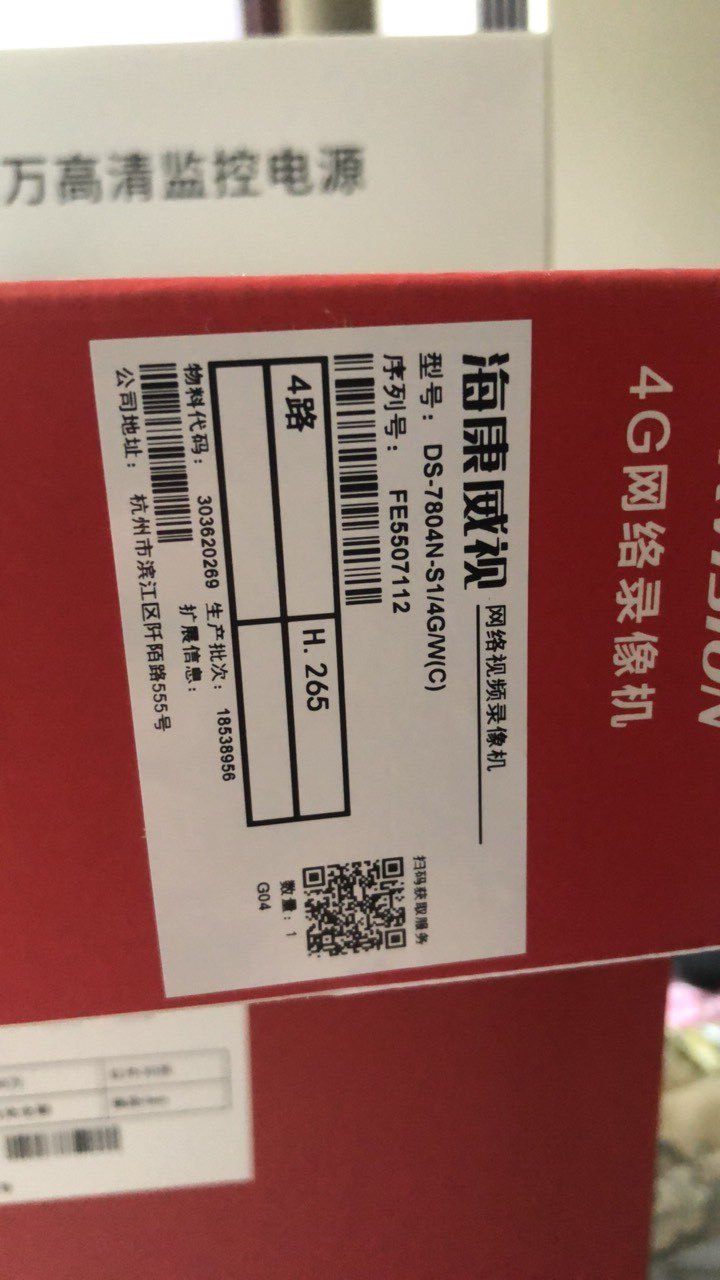 万高清监控电源
4G网络录像机
海康威视 网络视频录像机
型号: DS-7804N-S1/4G/W(C)
序列号: FE5507112
4路 H.265
物料代码: 303620269 生产批次: 18538956
扩展信息:
公司地址: 杭州市滨江区阡陌路555号
扫码获取服务
数量: 1
G04